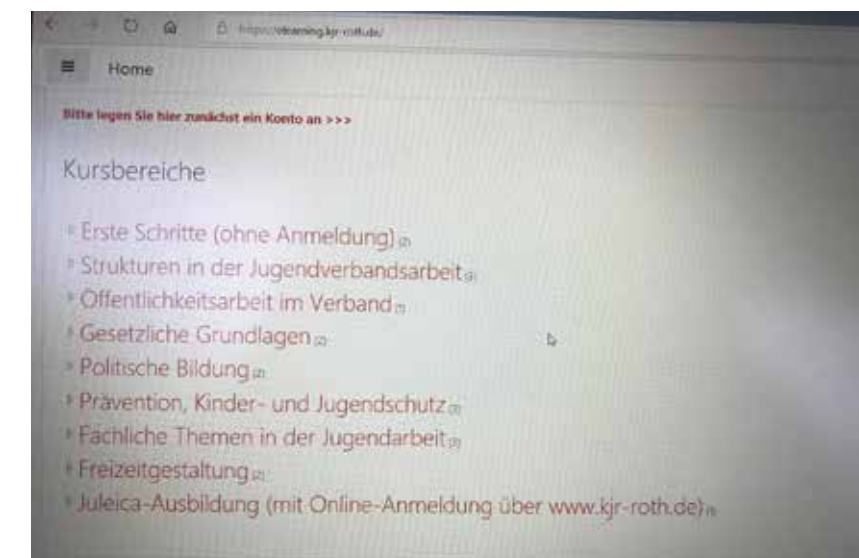 Home
Bitte legen Sie hier zunächst ein Konto an >>>
Kursbereiche
Erste Schritte (ohne Anmeldung)
Strukturen in der Jugendverbandsarbeit
Öffentlichkeitsarbeit im Verband
Gesetzliche Grundlagen
Politische Bildung
Prävention, Kinder- und Jugendschutz
Fachliche Themen in der Jugendarbeit
Freizeitgestaltung
Juleica-Ausbildung (mit Online-Anmeldung über www.kjr-roth.de)